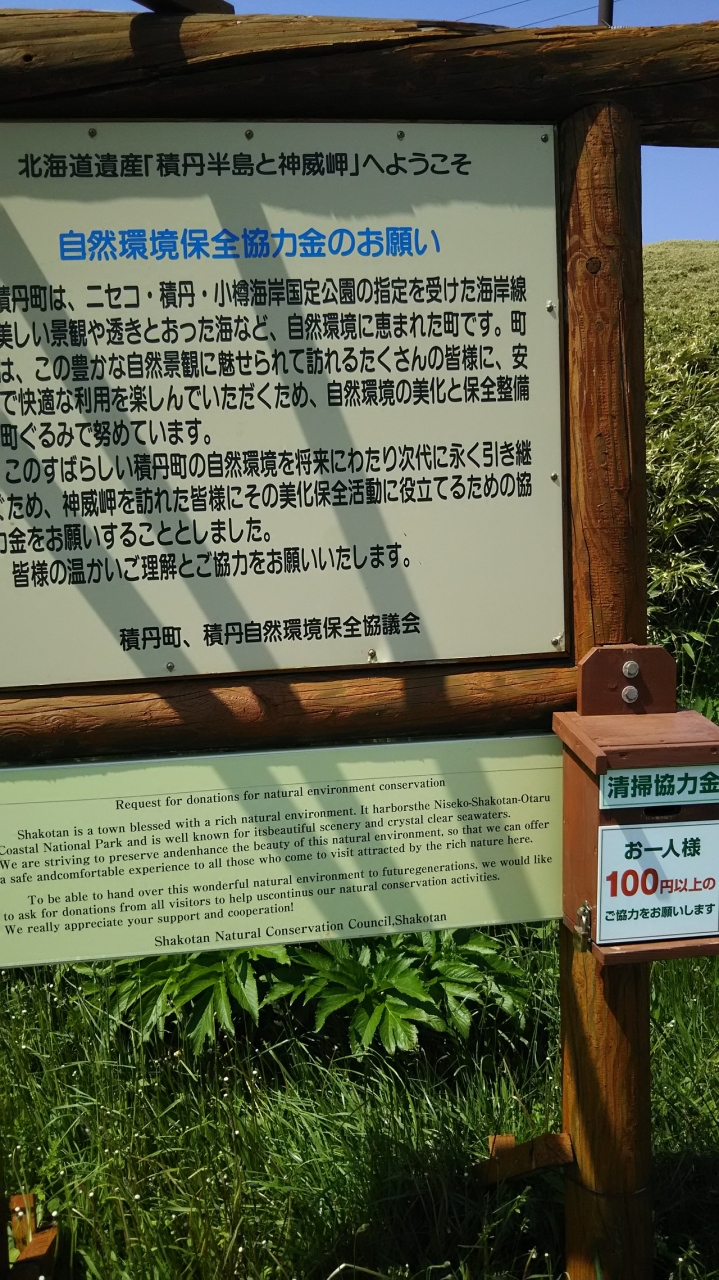 北海道遺産「積丹半島と神威岬」へようこそ
自然環境保全協力金のお願い
積丹町は、ニセコ・積丹・小樽海岸国定公園の指定を受けた海岸線
美しい景観や透きとおった海など、自然環境に恵まれた町です。町
は、この豊かな自然景観に魅せられて訪れるたくさんの皆様に、安
で快適な利用を楽しんでいただくため、自然環境の美化と保全整備
町ぐるみで努めています。
このすばらしい積丹町の自然環境を将来にわたり次代に永く引き継
ぐため、神威岬を訪れた皆様にその美化保全活動に役立てるための協
力金をお願いすることとしました。
皆様の温かいご理解とご協力をお願いいたします。
積丹町、積丹自然環境保全協議会
Request for donations for natural environment conservation
Shakotan is a town blessed with a rich natural environment. It harborsthe Niseko-Shakotan-Otaru
Coastal National Park and is well known for itsbeautiful scenery and crystal clear seawaters.
We are striving to preserve andenhance the beauty of this natural environment, so that we can offer
a safe andcomfortable experience to all those who come to visit attracted by the rich nature here.
To be able to hand over this wonderful natural environment to futuregenerations, we would like
to ask for donations from all visitors to help uscontinus our natural conservation activities.
We really appreciate your support and cooperation!
Shakotan Natural Conservation Council,Shakotan
清掃協力金
お一人様
100円以上の
ご協力をお願いします